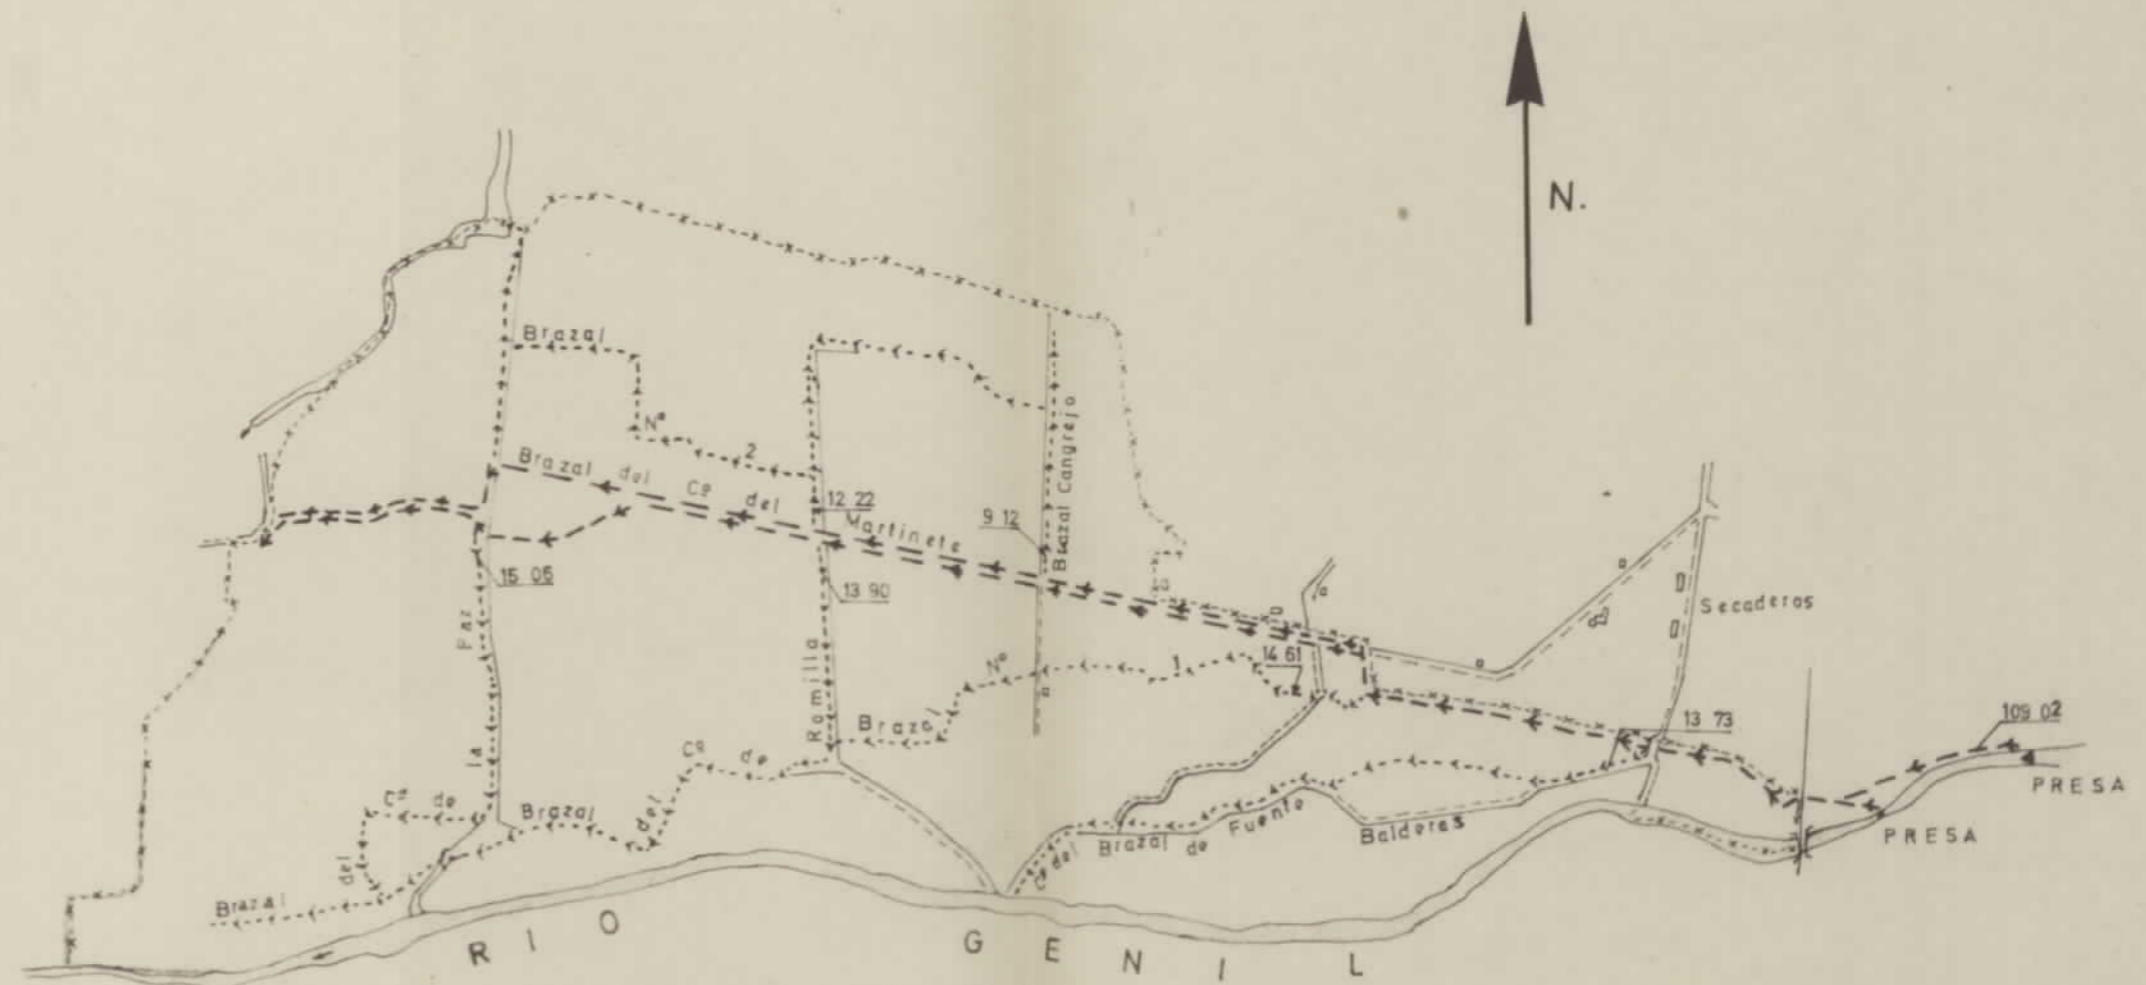 N.
Brazal
Nº
2
Brazal del Cº del Martinete
12 22
9 12
Brazal Cangrejo
15 05
13 90
Secaderos
la Paz
Ramilla
Brazal Nº 1
14 61
13 73
109 02
PRESA
PRESA
Brazal del Cº de
Brazal del Cº de
Cº del Brazal de Fuente Balderas
RIO GENIL